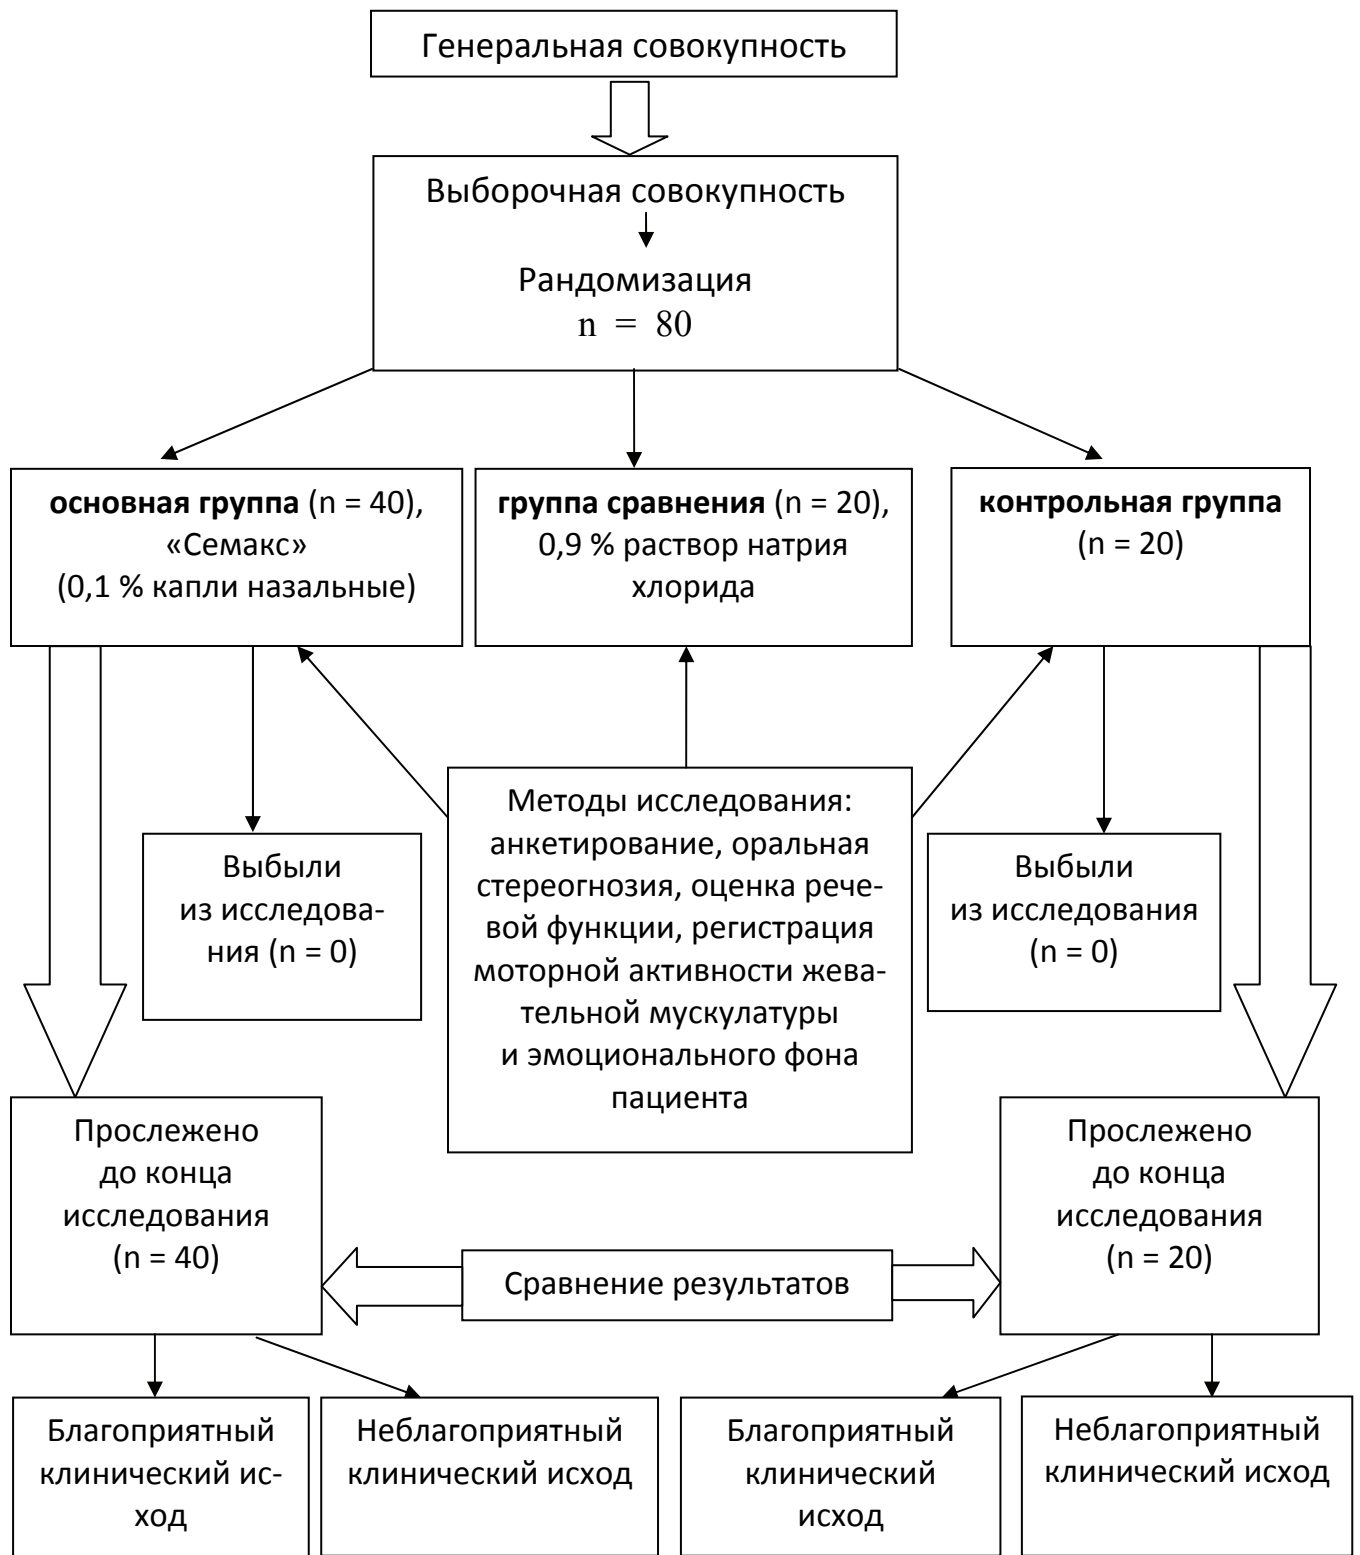 Генеральная совокупность
Выборочная совокупность
Рандомизация
n = 80
основная группа (n = 40),
«Семакс»
(0,1 % капли назальные)
группа сравнения (n = 20),
0,9 % раствор натрия
хлорида
контрольная группа
(n = 20)
Выбыли
из исследова-
ния (n = 0)
Методы исследования:
анкетирование, оральная
стереогнозия, оценка рече-
вой функции, регистрация
моторной активности жева-
тельной мускулатуры
и эмоционального фона
пациента
Выбыли
из исследования
(n = 0)
Прослежено
до конца
исследования
(n = 40)
Сравнение результатов
Прослежено
до конца
исследования
(n = 20)
Благоприятный
клинический ис-
ход
Неблагоприятный
клинический исход
Благоприятный
клинический
исход
Неблагоприятный
клинический исход